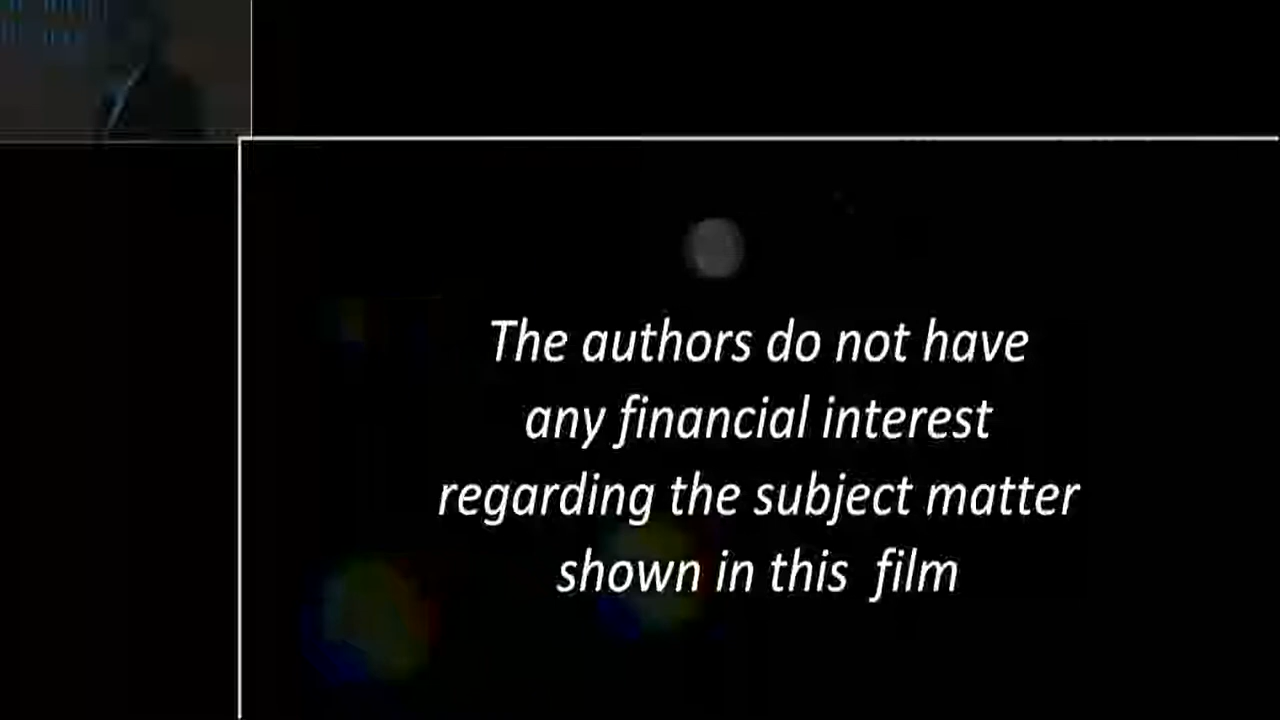 The authors do not have
any financial interest
regarding the subject matter
shown in this film